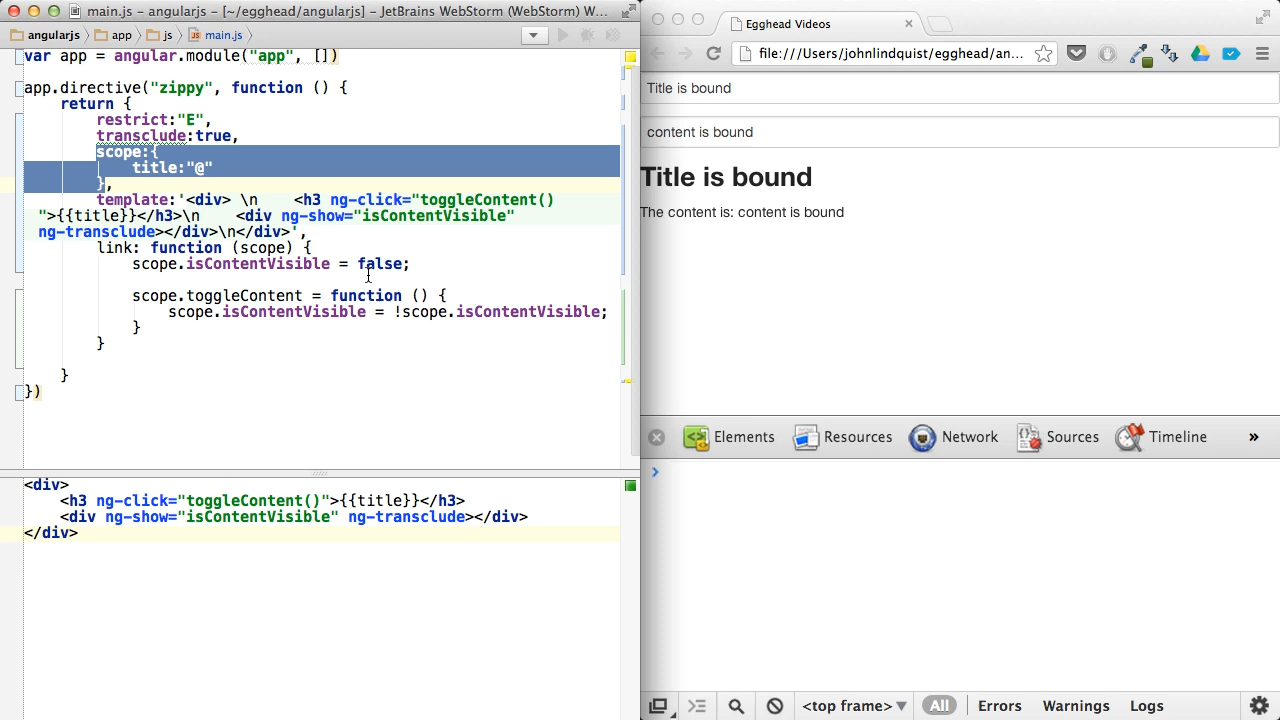 main.js - angularjs - [~/egghead/angularjs] - JetBrains WebStorm (WebStorm) W...
angularjs
app
js
main.js
var app = angular.module("app", [])
app.directive("zippy", function () {
return {
restrict:"E",
transclude:true,
scope:{
title:"@"
},
template:'<div> \n    <h3 ng-click="toggleContent()
">{{title}}</h3>\n    <div ng-show="isContentVisible"
ng-transclude></div>\n</div>',
link: function (scope) {
scope.isContentVisible = false;
scope.toggleContent = function () {
scope.isContentVisible = !scope.isContentVisible;
}
}
}
})
<div>
<h3 ng-click="toggleContent()">{{title}}</h3>
<div ng-show="isContentVisible" ng-transclude></div>
</div>
Egghead Videos
file:///Users/johnlindquist/egghead/an...
Title is bound
content is bound
Title is bound
The content is: content is bound
Elements Resources Network Sources Timeline »
<top frame> All Errors Warnings Logs